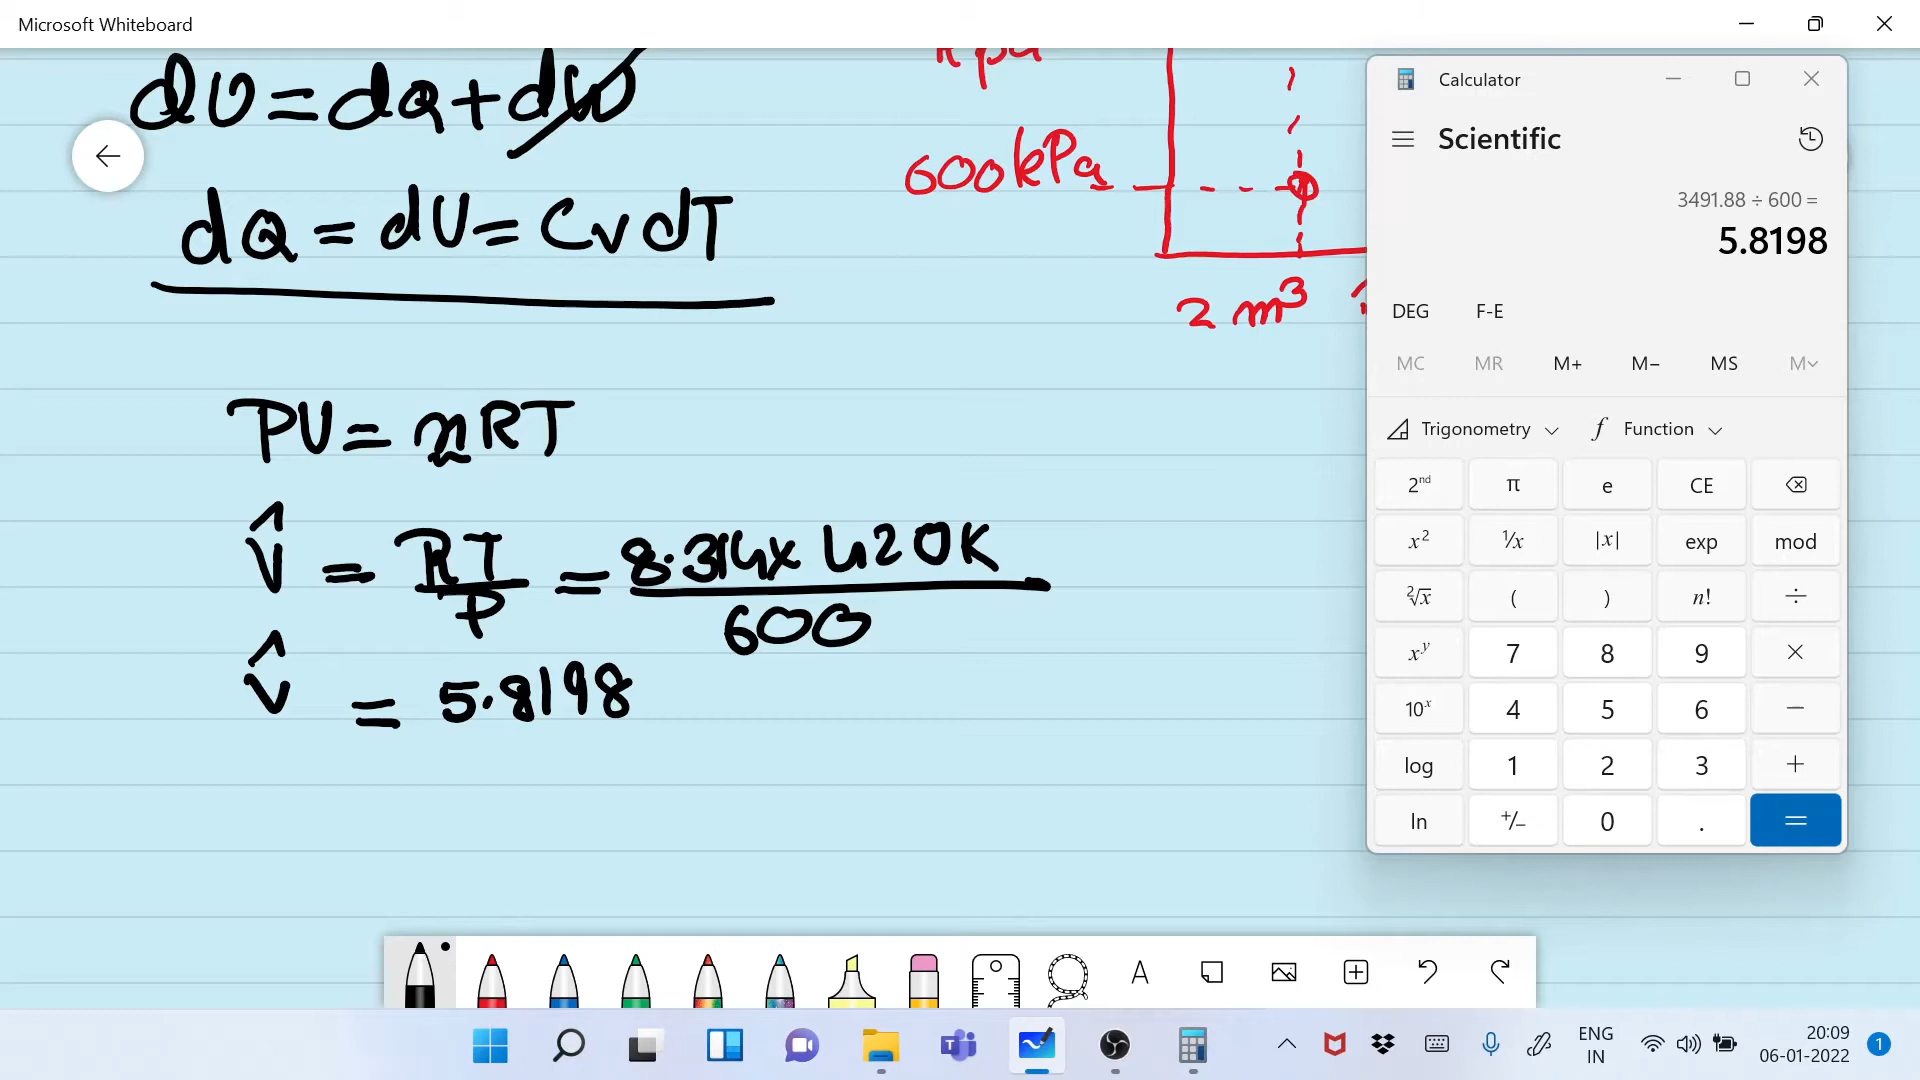 Microsoft Whiteboard
dU = dQ + dW
dQ = dU = CvdT
600 kPa
2 m³
PV = nRT
V̂ = RT/P = 8.314 x 420K/600
V̂ = 5.8198
Calculator
Scientific
3491.88 ÷ 600 =
5.8198
DEG F-E
MC MR M+ M− MS M
Trigonometry f Function
2nd π e CE
x² ¹/x |x| exp mod
²√x ( ) n! ÷
xʸ 7 8 9 ×
10ˣ 4 5 6 −
log 1 2 3 +
ln +/− 0 . =
A
ENG
IN
20:09
06-01-2022
1